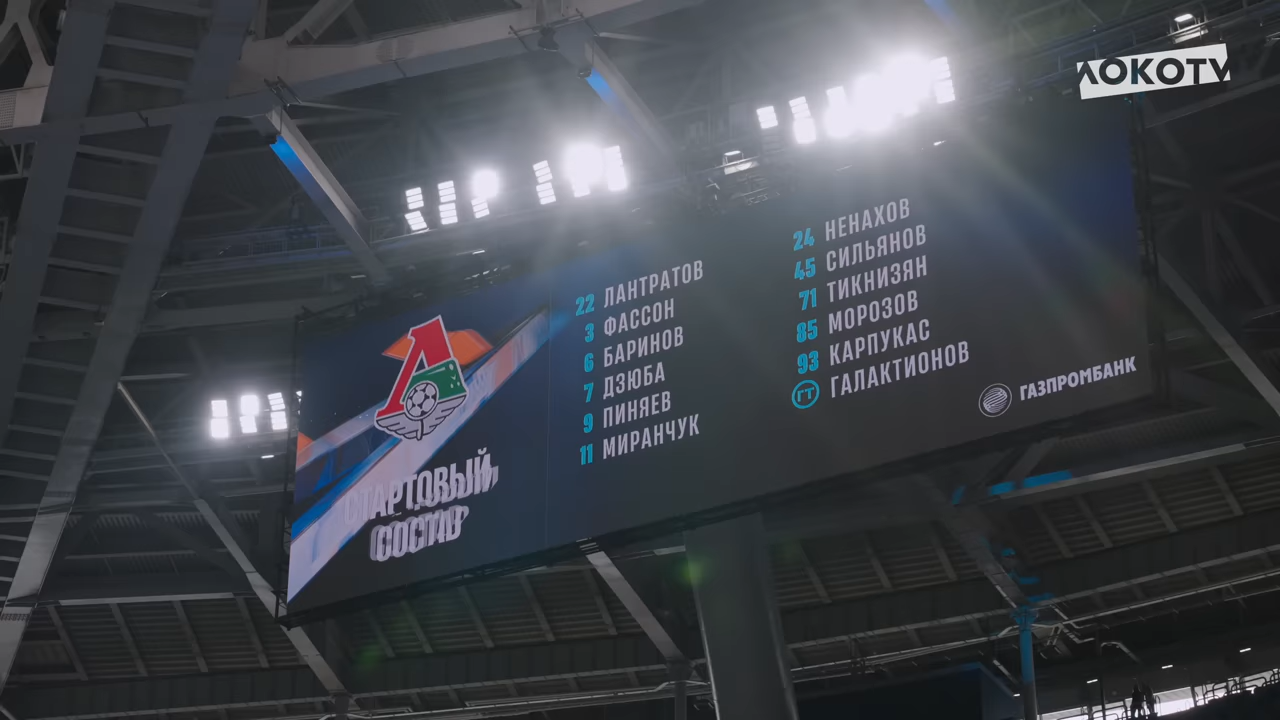 ЛОКОTV
СТАРТОВЫЙ
СОСТАВ
22 ЛАНТРАТОВ
3 ФАССОН
6 БАРИНОВ
7 ДЗЮБА
9 ПИНЯЕВ
11 МИРАНЧУК
24 НЕНАХОВ
45 СИЛЬЯНОВ
71 ТИКНИЗЯН
85 МОРОЗОВ
93 КАРПУКАС
ГТ ГАЛАКТИОНОВ
ГАЗПРОМБАНК